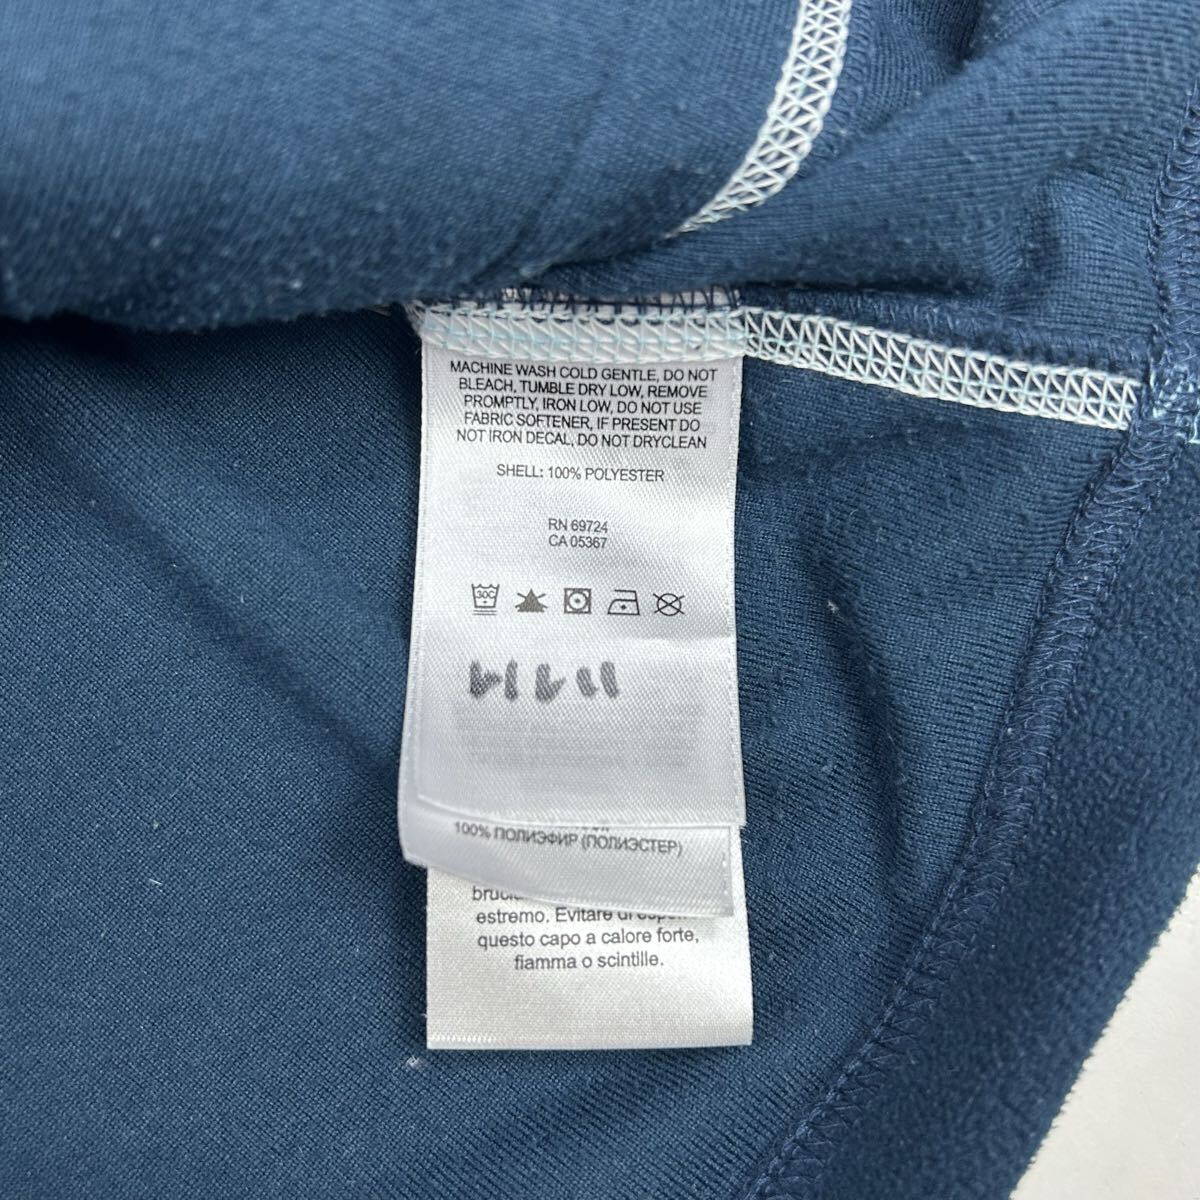 MACHINE WASH COLD GENTLE, DO NOT
BLEACH, TUMBLE DRY LOW, REMOVE
PROMPTLY, IRON LOW, DO NOT USE
FABRIC SOFTENER, IF PRESENT DO
NOT IRON DECAL, DO NOT DRYCLEAN
SHELL: 100% POLYESTER
RN 69724
CA 05367
30C
100% ПОЛИЭФИР (ПОЛИЭСТЕР)
estremo. Evitare di
questo capo a calore forte,
fiamma o scintille.